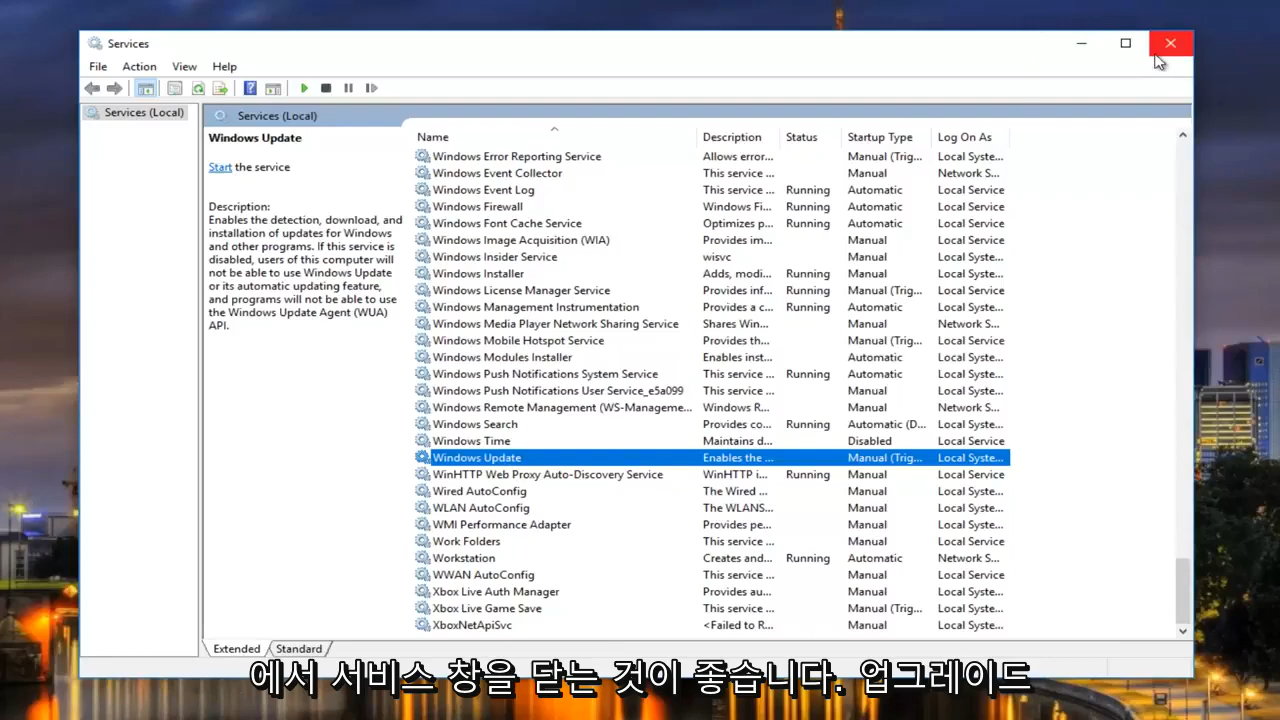 Services
File Action View Help
Services (Local)
Services (Local)
Windows Update
Start the service
Description:
Enables the detection, download, and
installation of updates for Windows
and other programs. If this service is
disabled, users of this computer will
not be able to use Windows Update
or its automatic updating feature,
and programs will not be able to use
the Windows Update Agent (WUA)
API.
Name Description Status Startup Type Log On As
Windows Error Reporting Service Allows error... Manual (Trig... Local Syste...
Windows Event Collector This service ... Manual Network S...
Windows Event Log This service ... Running Automatic Local Service
Windows Firewall Windows Fi... Running Automatic Local Service
Windows Font Cache Service Optimizes p... Running Automatic Local Service
Windows Image Acquisition (WIA) Provides im... Manual Local Service
Windows Insider Service wisvc Manual Local Syste...
Windows Installer Adds, modi... Running Manual Local Syste...
Windows License Manager Service Provides inf... Running Manual (Trig... Local Service
Windows Management Instrumentation Provides a c... Running Automatic Local Syste...
Windows Media Player Network Sharing Service Shares Win... Manual Network S...
Windows Mobile Hotspot Service Provides th... Manual (Trig... Local Service
Windows Modules Installer Enables inst... Automatic Local Syste...
Windows Push Notifications System Service This service ... Running Automatic Local Syste...
Windows Push Notifications User Service_e5a099 This service ... Manual Local Syste...
Windows Remote Management (WS-Manageme... Windows R... Manual Network S...
Windows Search Provides co... Running Automatic (D... Local Syste...
Windows Time Maintains d... Disabled Local Service
Windows Update Enables the ... Manual (Trig... Local Syste...
WinHTTP Web Proxy Auto-Discovery Service WinHTTP i... Running Manual Local Service
Wired AutoConfig The Wired ... Manual Local Syste...
WLAN AutoConfig The WLANS... Manual Local Syste...
WMI Performance Adapter Provides pe... Manual Local Syste...
Work Folders This service ... Manual Local Service
Workstation Creates and... Running Automatic Network S...
WWAN AutoConfig This service ... Manual Local Service
Xbox Live Auth Manager Provides au... Manual Local Syste...
Xbox Live Game Save This service ... Manual (Trig... Local Syste...
XboxNetApiSvc <Failed to R... Manual Local Syste...
Extended Standard
에서 서비스 창을 닫는 것이 좋습니다. 업그레이드